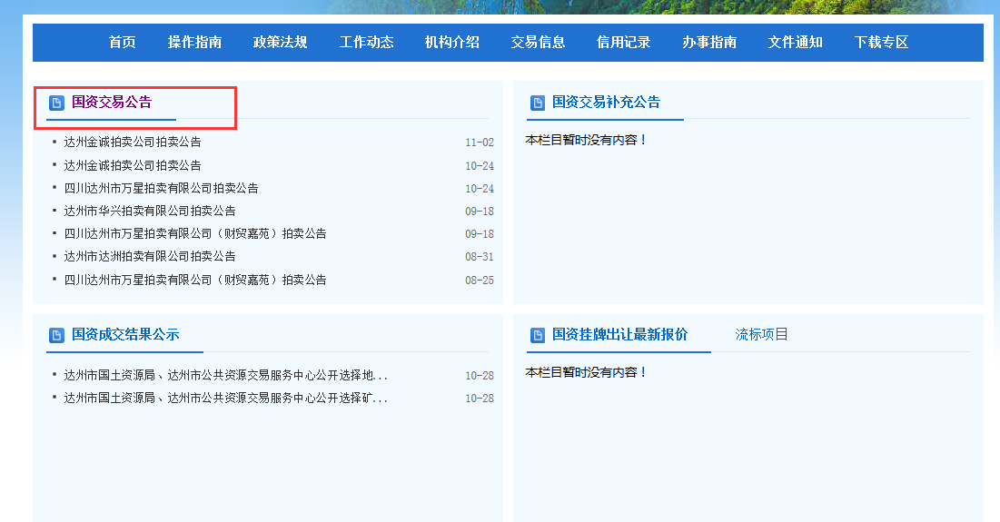 首页 操作指南 政策法规 工作动态 机构介绍 交易信息 信用记录 办事指南 文件通知 下载专区
国资交易公告
达州金诚拍卖公司拍卖公告 11-02
达州金诚拍卖公司拍卖公告 10-24
四川达州市万星拍卖有限公司拍卖公告 10-24
达州市华兴拍卖有限公司拍卖公告 09-18
四川达州市万星拍卖有限公司（财贸嘉苑）拍卖公告 09-18
达州市达洲拍卖有限公司拍卖公告 08-31
四川达州市万星拍卖有限公司（财贸嘉苑）拍卖公告 08-25
国资交易补充公告
本栏目暂时没有内容！
国资成交结果公示
达州市国土资源局、达州市公共资源交易服务中心公开选择地... 10-28
达州市国土资源局、达州市公共资源交易服务中心公开选择矿... 10-28
国资挂牌出让最新报价 流标项目
本栏目暂时没有内容！